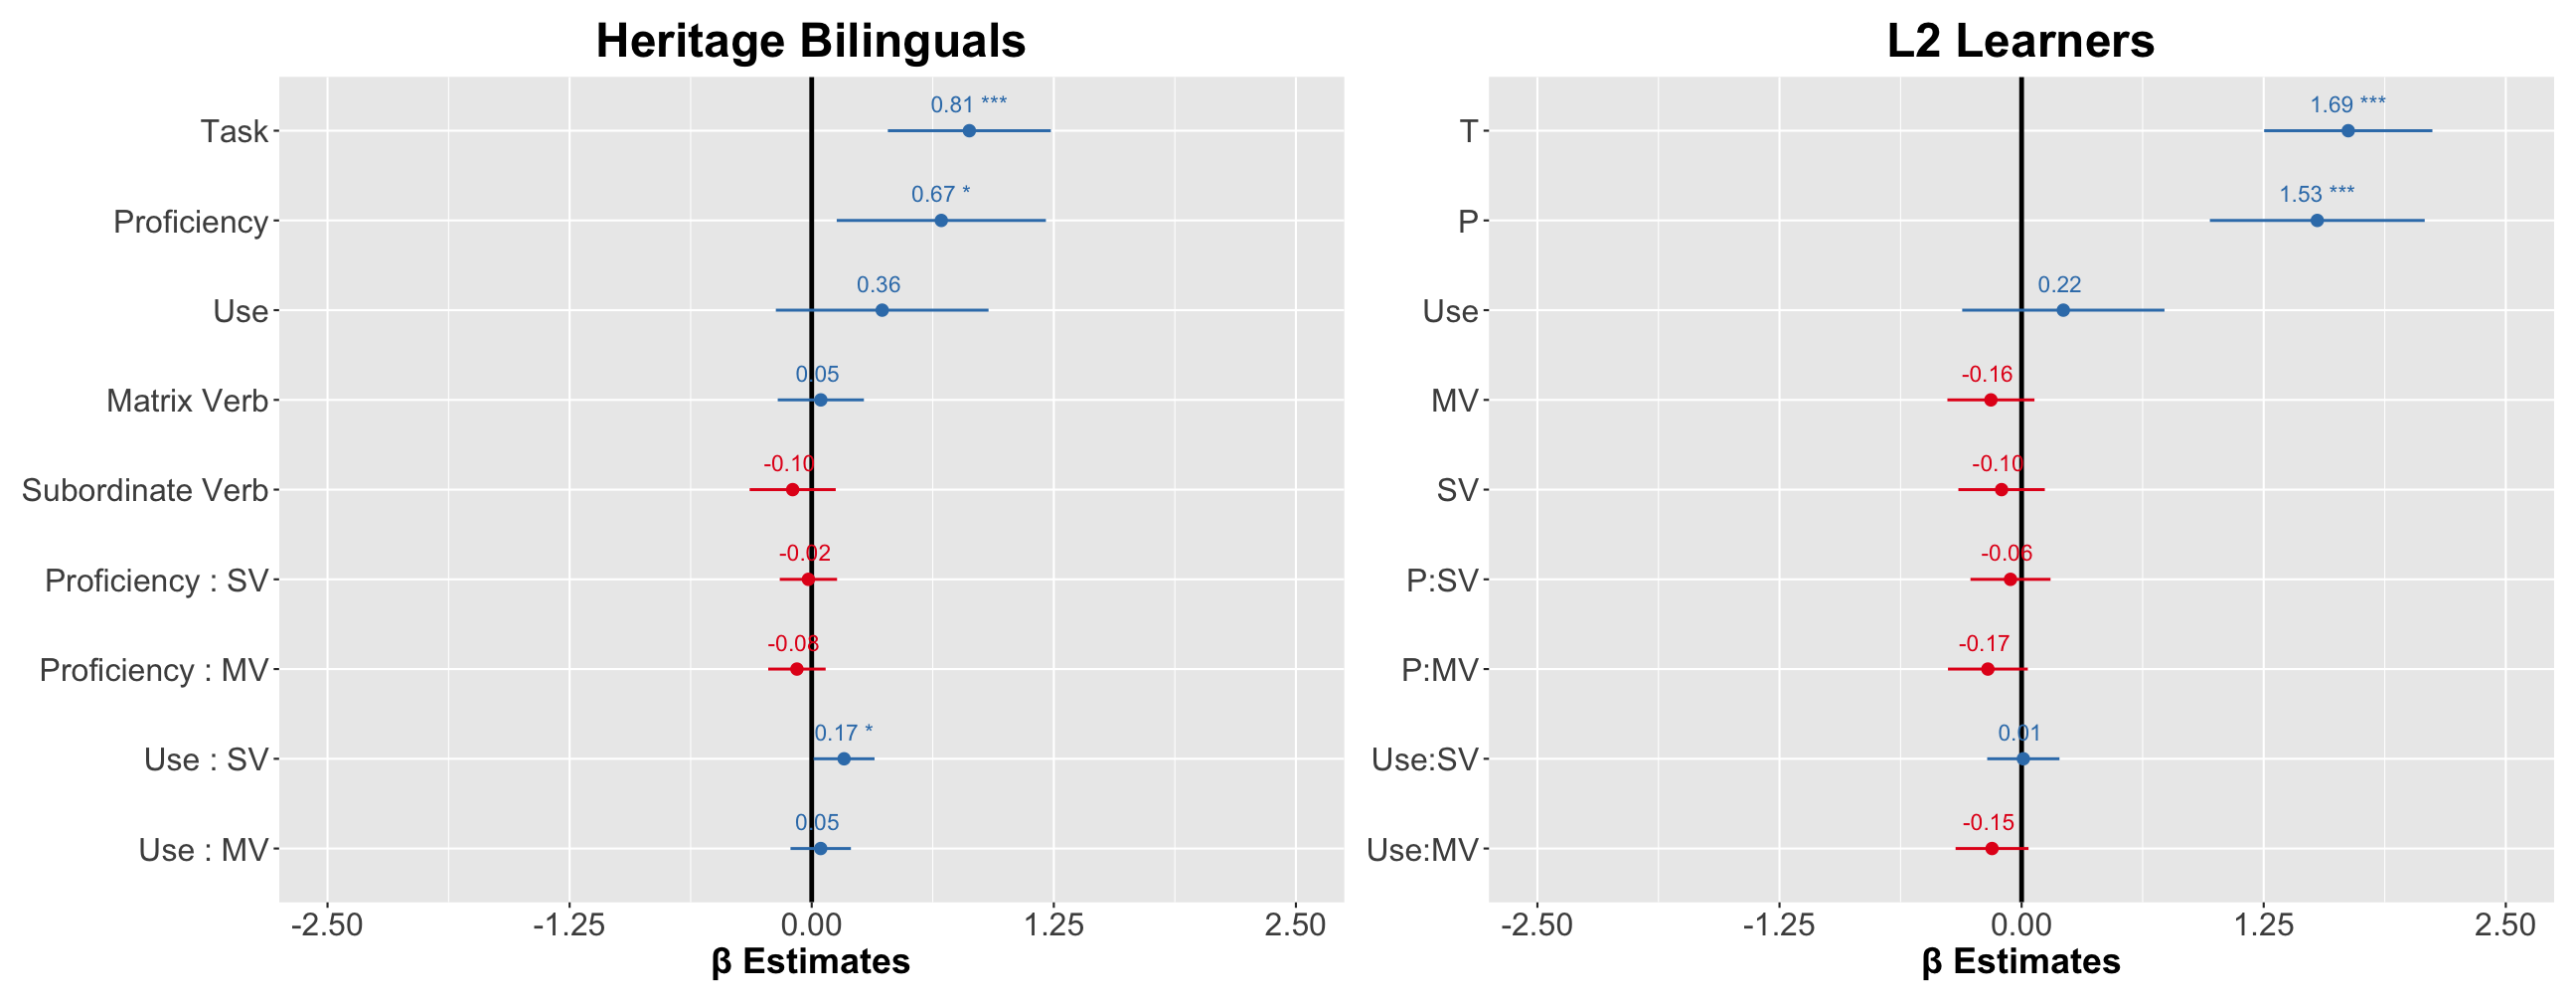 Heritage Bilinguals
Task
0.81 ***
Proficiency
0.67 *
Use
0.36
Matrix Verb
0.05
Subordinate Verb
-0.10
Proficiency : SV
-0.02
Proficiency : MV
-0.08
Use : SV
0.17 *
Use : MV
0.05
-2.50 -1.25 0.00 1.25 2.50
β Estimates
L2 Learners
T
1.69 ***
P
1.53 ***
Use
0.22
MV
-0.16
SV
-0.10
P:SV
-0.06
P:MV
-0.17
Use:SV
0.01
Use:MV
-0.15
-2.50 -1.25 0.00 1.25 2.50
β Estimates